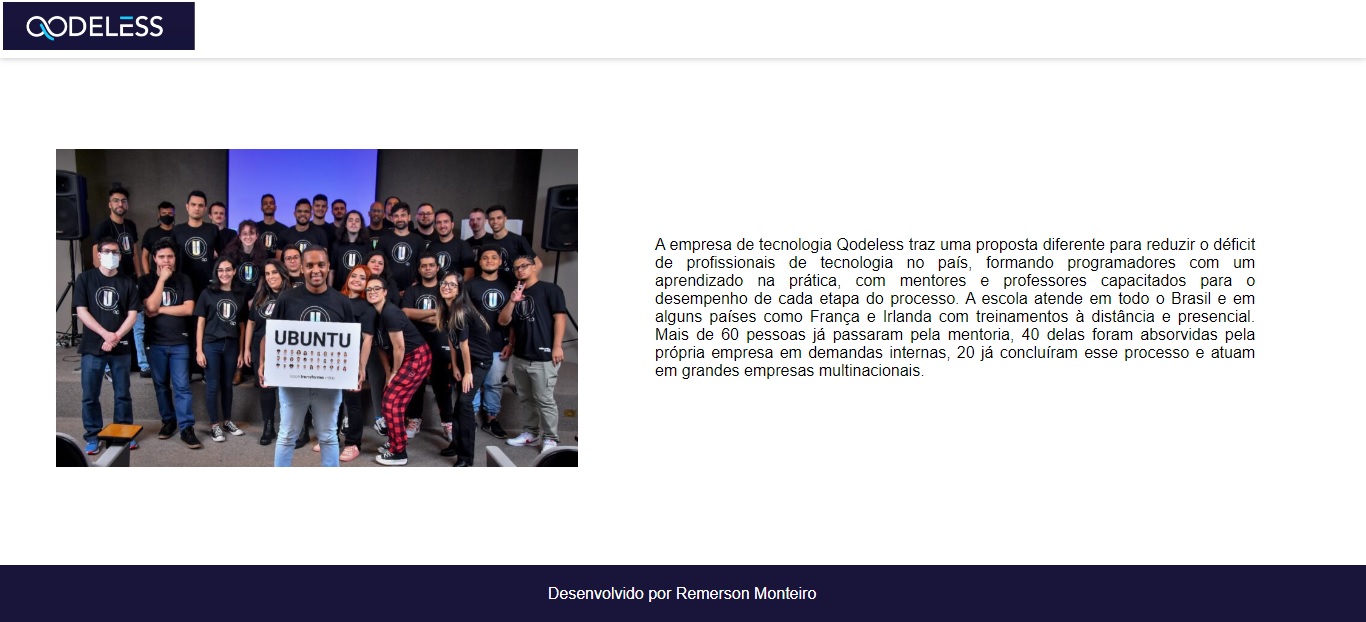 QODELESS
UBUNTU
A empresa de tecnologia Qodeless traz uma proposta diferente para reduzir o déficit
de profissionais de tecnologia no país, formando programadores com um
aprendizado na prática, com mentores e professores capacitados para o
desempenho de cada etapa do processo. A escola atende em todo o Brasil e em
alguns países como França e Irlanda com treinamentos à distância e presencial.
Mais de 60 pessoas já passaram pela mentoria, 40 delas foram absorvidas pela
própria empresa em demandas internas, 20 já concluíram esse processo e atuam
em grandes empresas multinacionais.
Desenvolvido por Remerson Monteiro